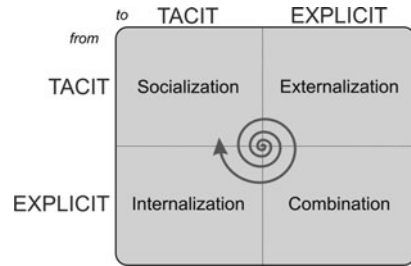 to TACIT EXPLICIT
from
TACIT Socialization Externalization
EXPLICIT Internalization Combination